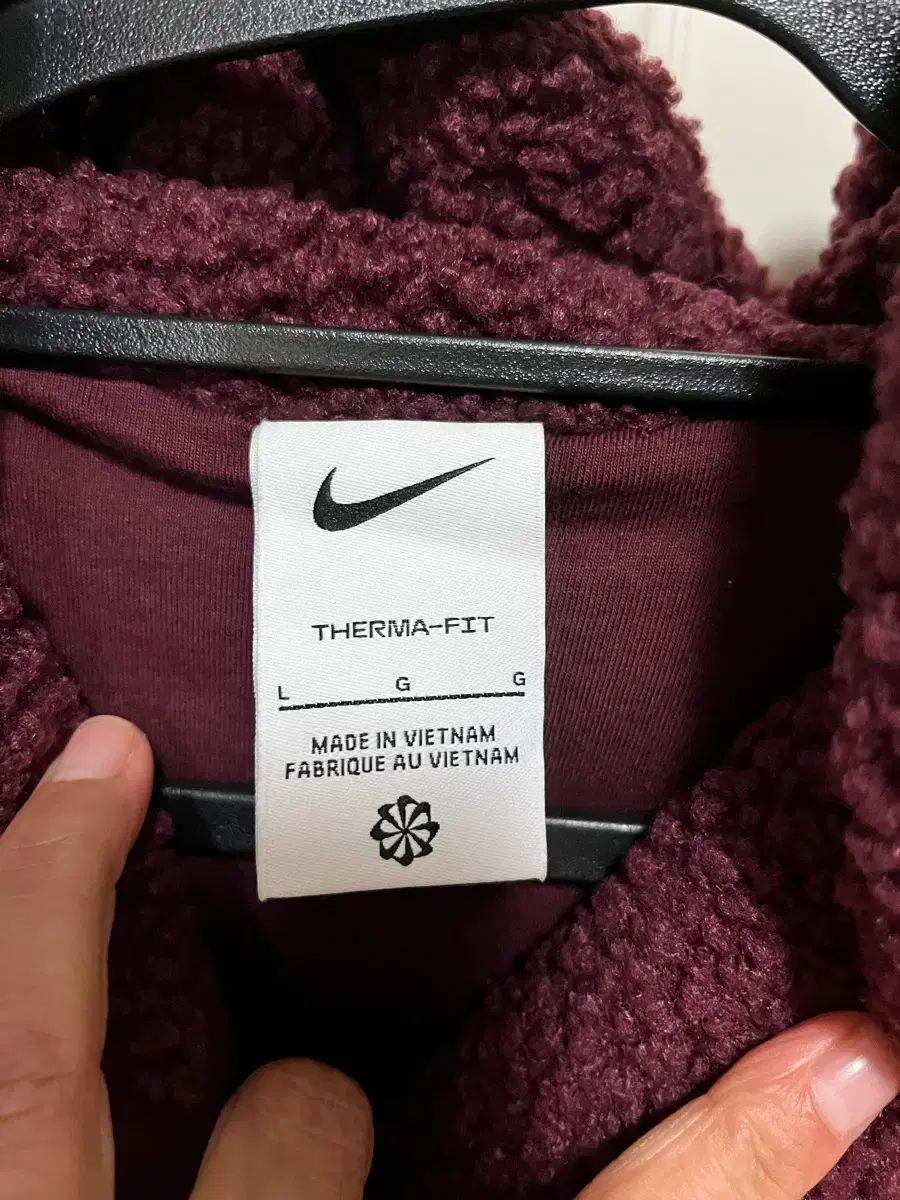 THERMA-FIT
L G G
MADE IN VIETNAM
FABRIQUE AU VIETNAM